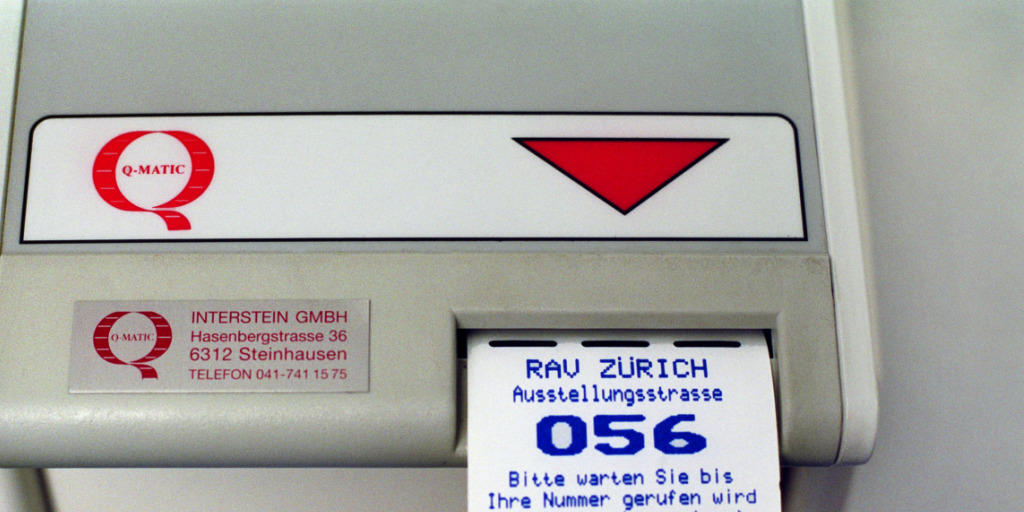 Q-MATIC
Q-MATIC
INTERSTEIN GMBH
Hasenbergstrasse 36
6312 Steinhausen
TELEFON 041-741 15 75
RAV ZÜRICH
Ausstellungsstrasse
056
Bitte warten Sie bis
Ihre Nummer gerufen wird